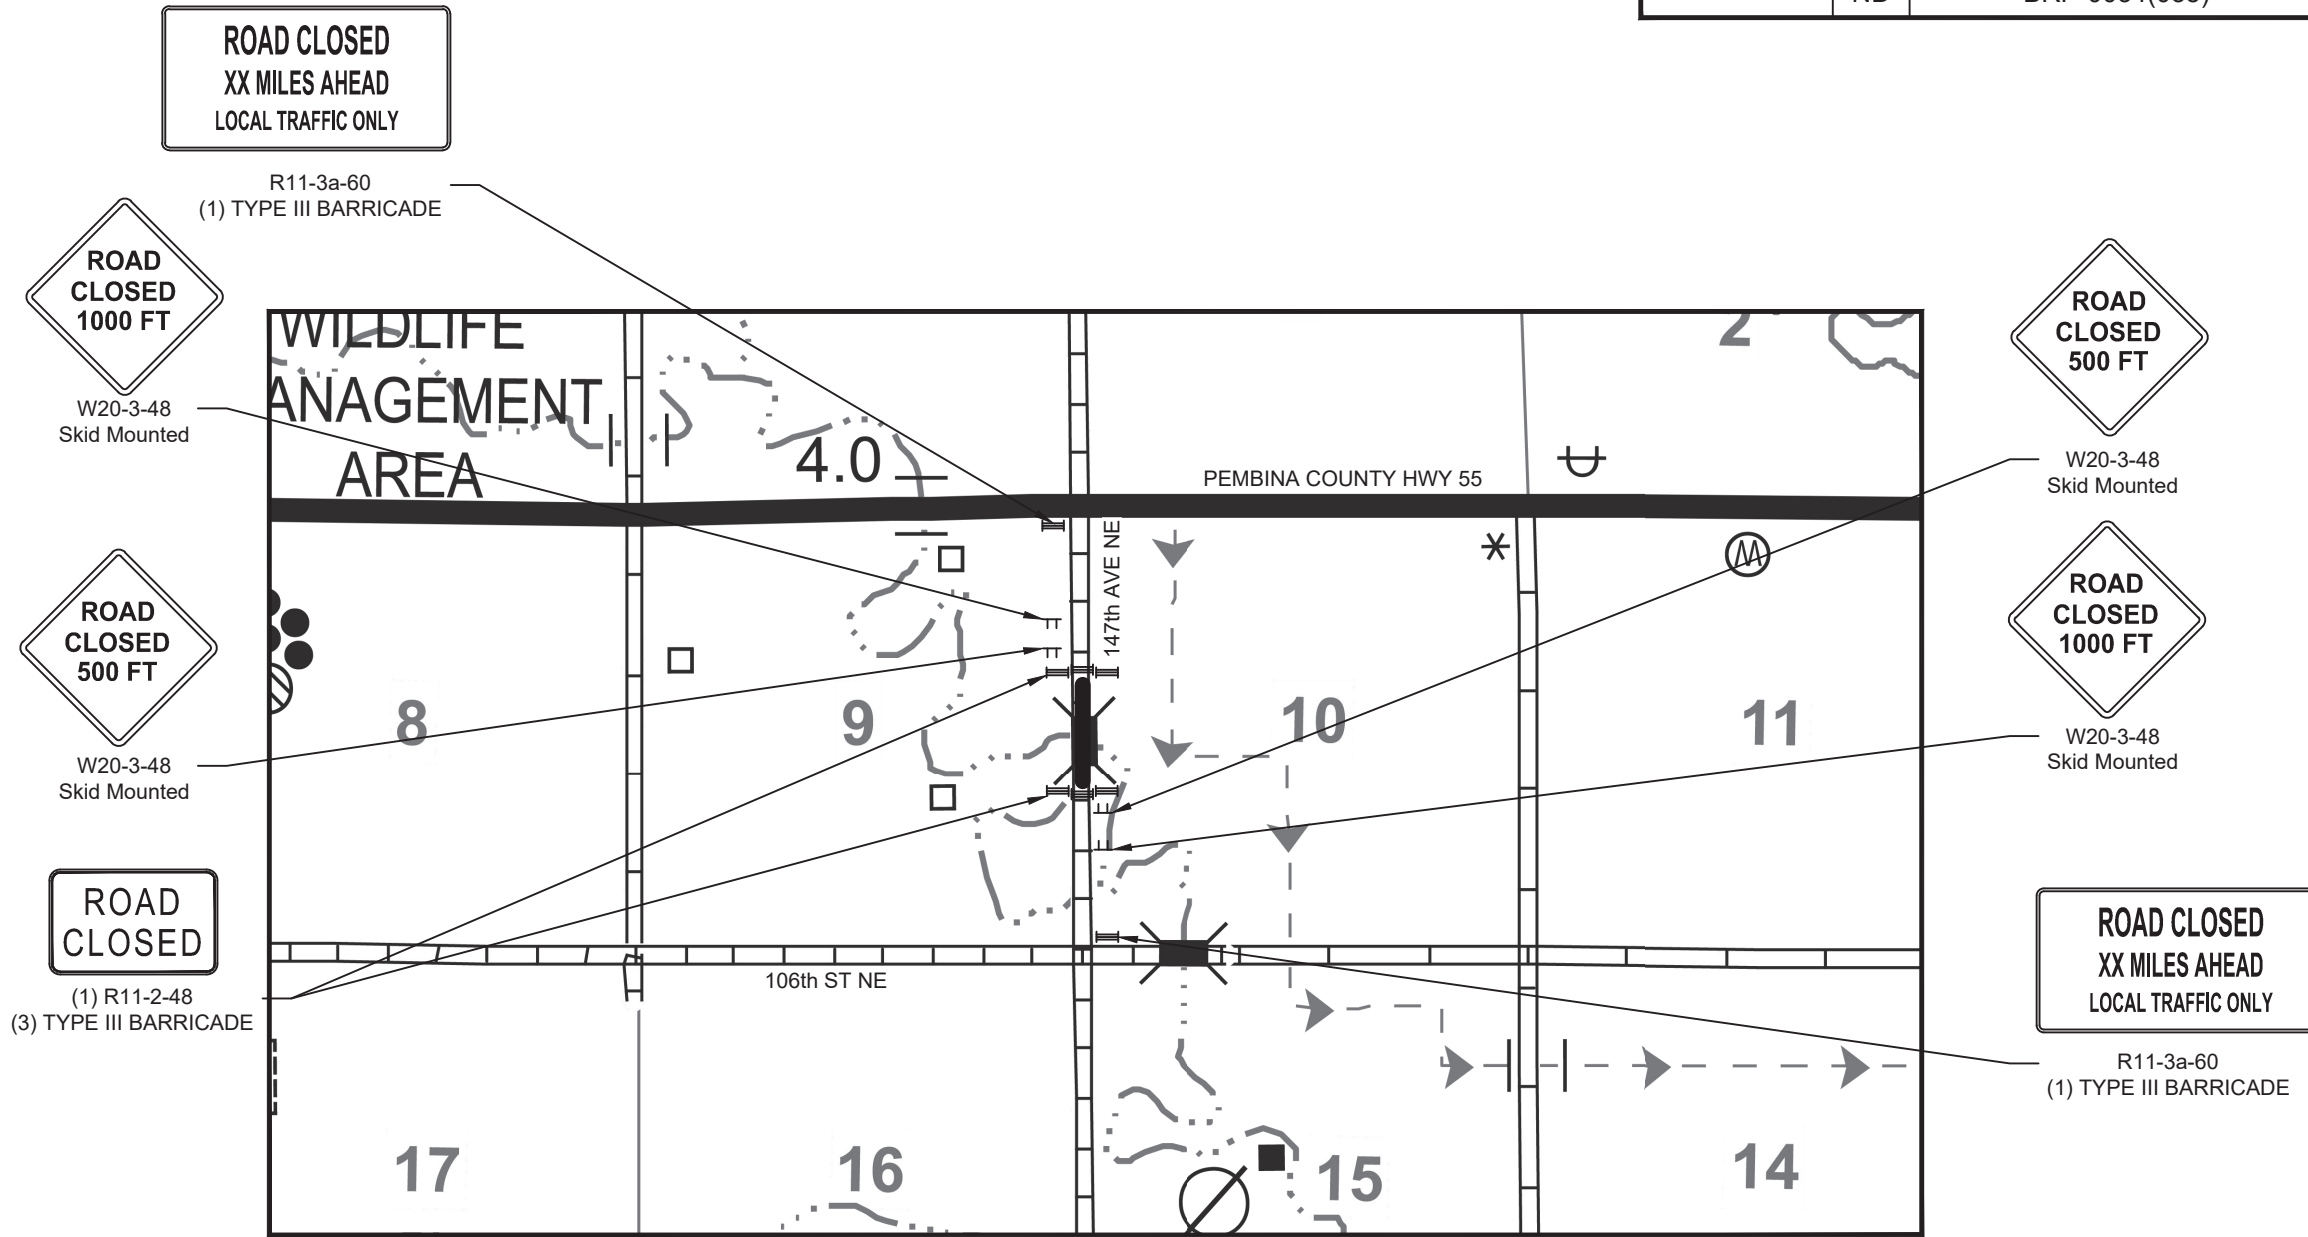 ROAD CLOSED
XX MILES AHEAD
LOCAL TRAFFIC ONLY
R11-3a-60
(1) TYPE III BARRICADE
ROAD
CLOSED
1000 FT
W20-3-48
Skid Mounted
ROAD
CLOSED
500 FT
W20-3-48
Skid Mounted
ROAD
CLOSED
(1) R11-2-48
(3) TYPE III BARRICADE
WILDLIFE
ANAGEMENT
AREA
4.0
2
PEMBINA COUNTY HWY 55
147th AVE NE
8
9
10
11
106th ST NE
17
16
15
14
ROAD
CLOSED
500 FT
W20-3-48
Skid Mounted
ROAD
CLOSED
1000 FT
W20-3-48
Skid Mounted
ROAD CLOSED
XX MILES AHEAD
LOCAL TRAFFIC ONLY
R11-3a-60
(1) TYPE III BARRICADE